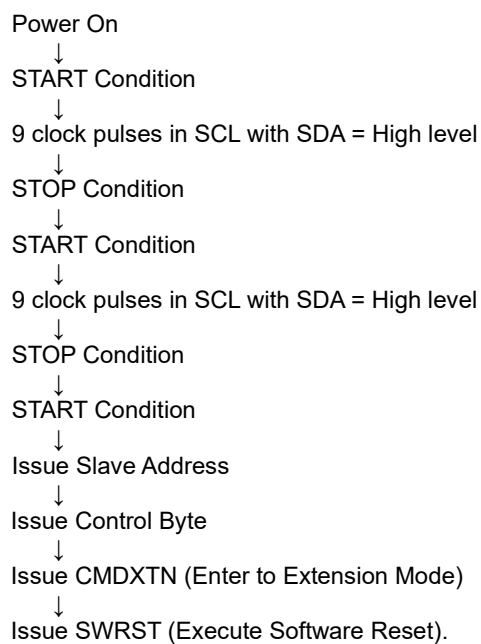 Power On
↓
START Condition
↓
9 clock pulses in SCL with SDA = High level
↓
STOP Condition
↓
START Condition
↓
9 clock pulses in SCL with SDA = High level
↓
STOP Condition
↓
START Condition
↓
Issue Slave Address
↓
Issue Control Byte
↓
Issue CMDXTN (Enter to Extension Mode)
↓
Issue SWRST (Execute Software Reset).